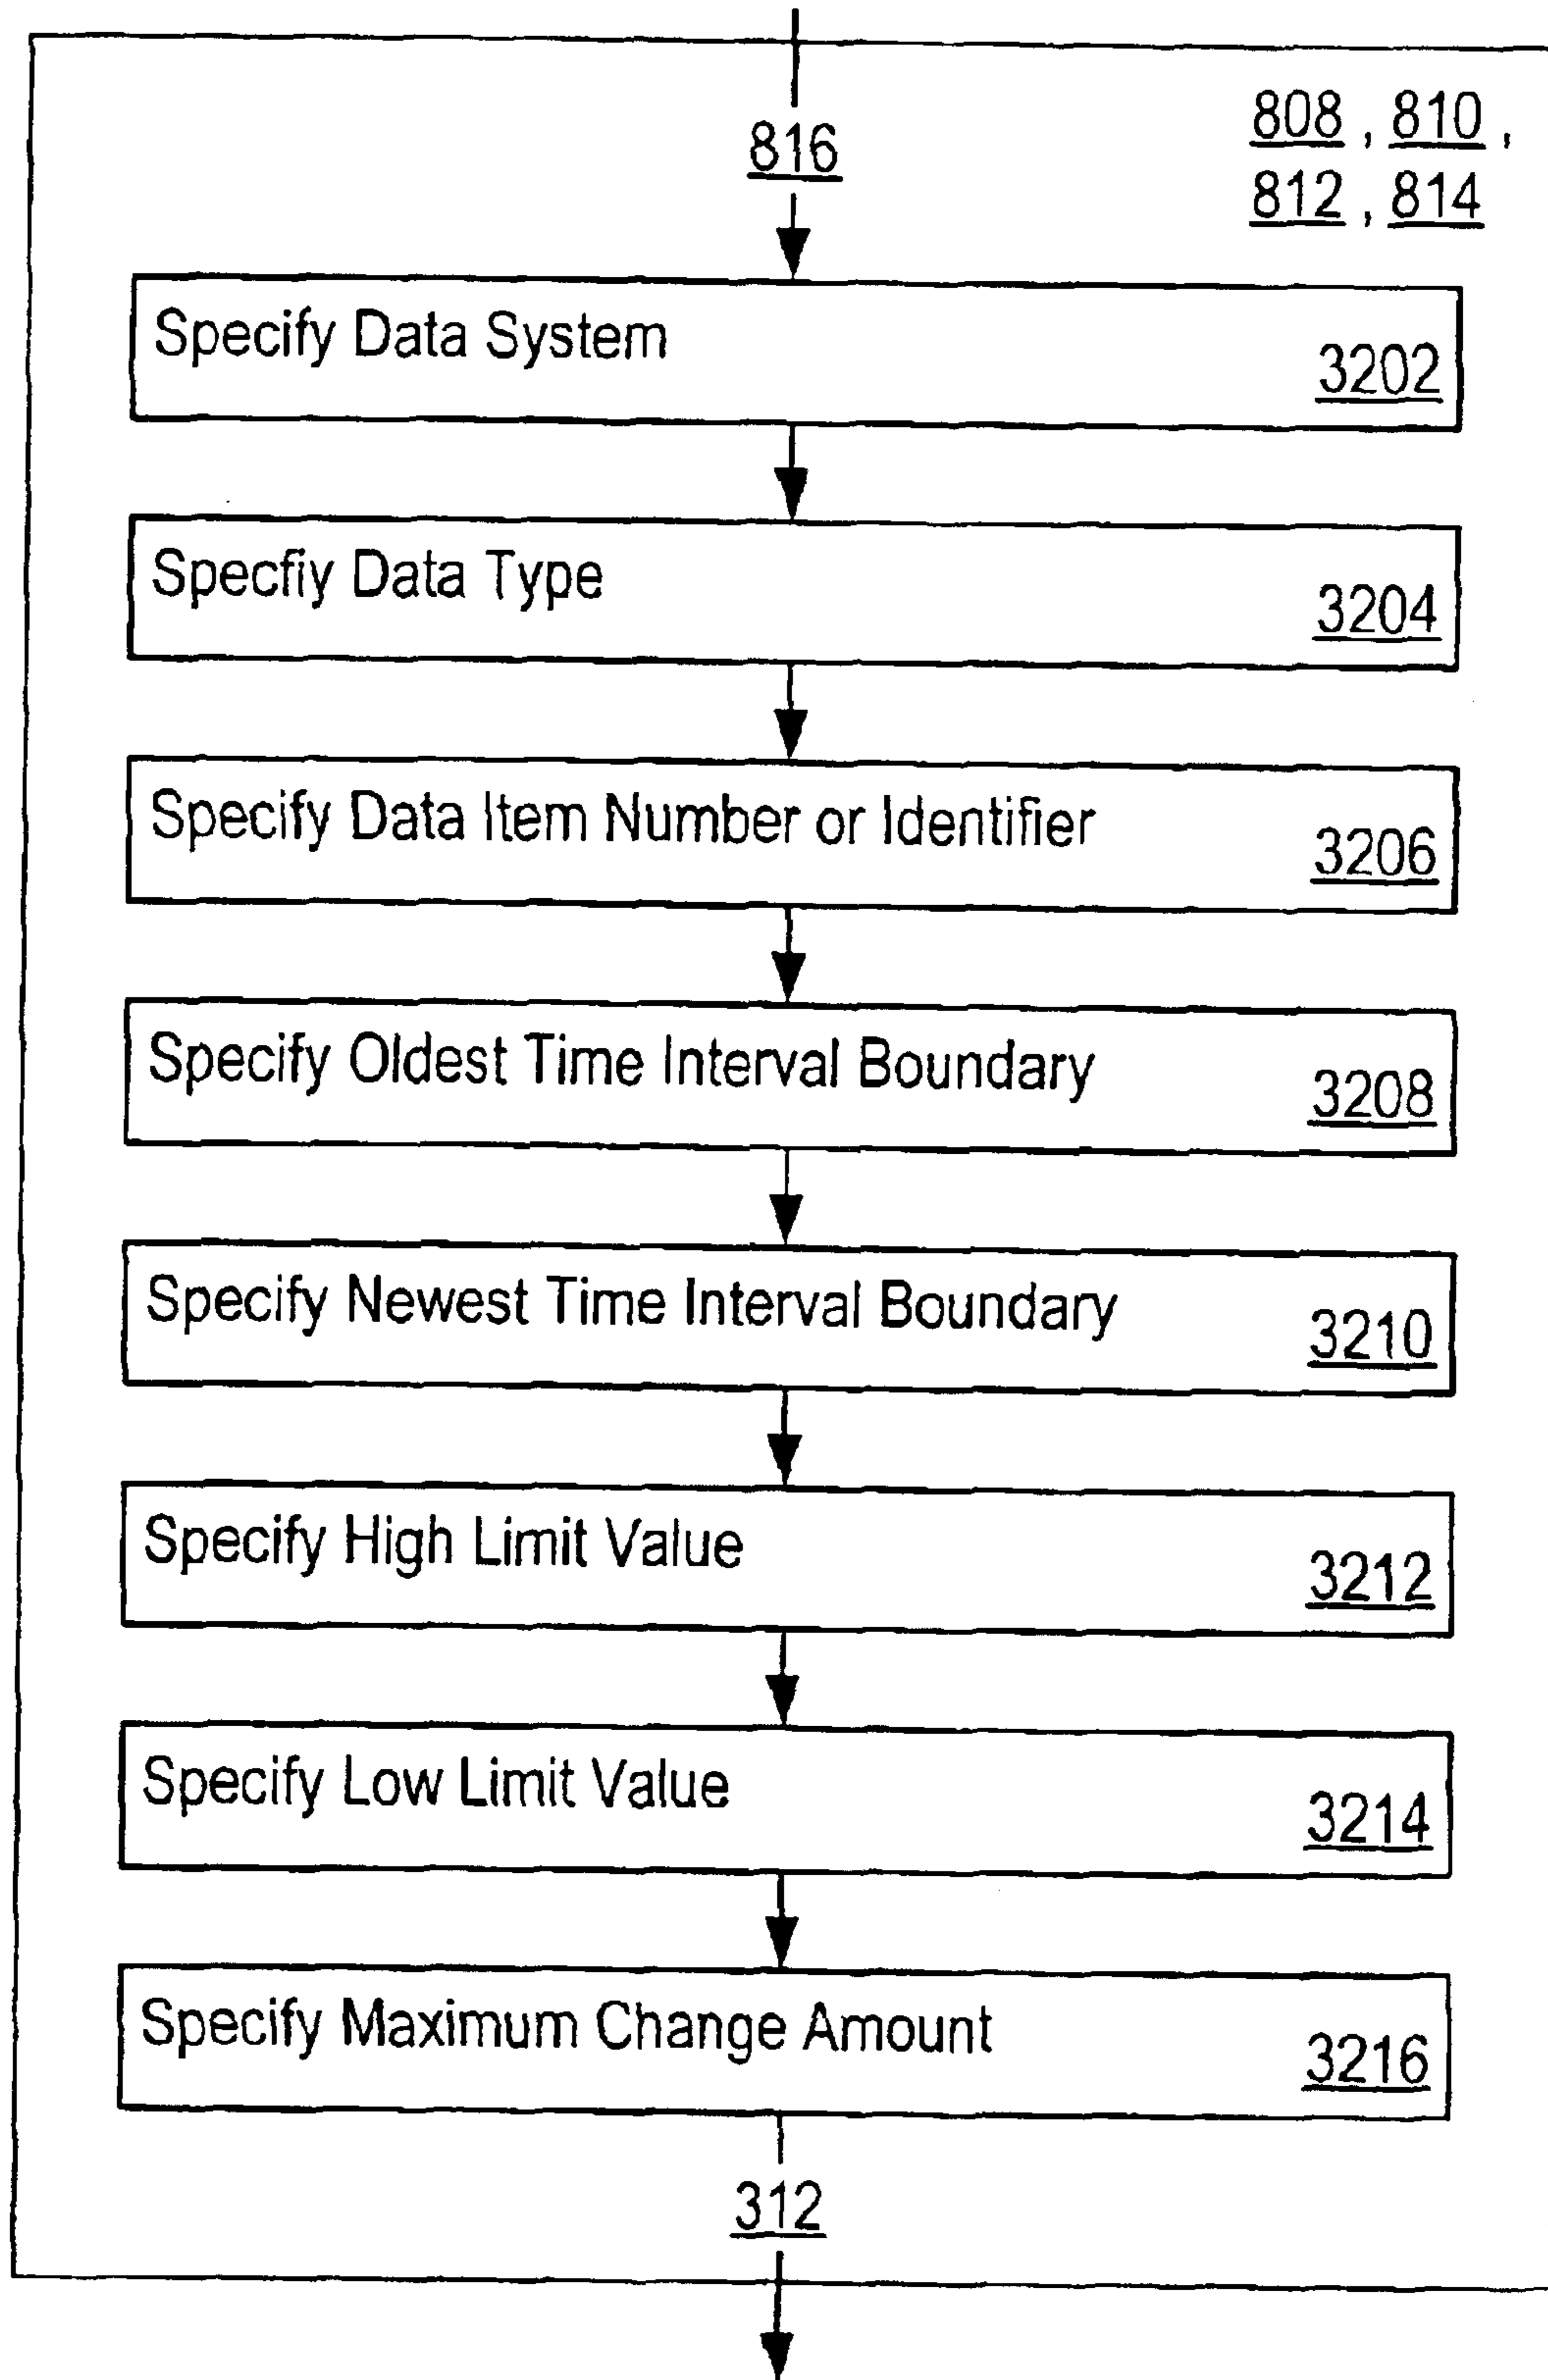 816
808 , 810 ,
812 , 814
Specify Data System
3202
Specfiy Data Type
3204
Specify Data Item Number or Identifier
3206
Specify Oldest Time Interval Boundary
3208
Specify Newest Time Interval Boundary
3210
Specify High Limit Value
3212
Specify Low Limit Value
3214
Specify Maximum Change Amount
3216
312